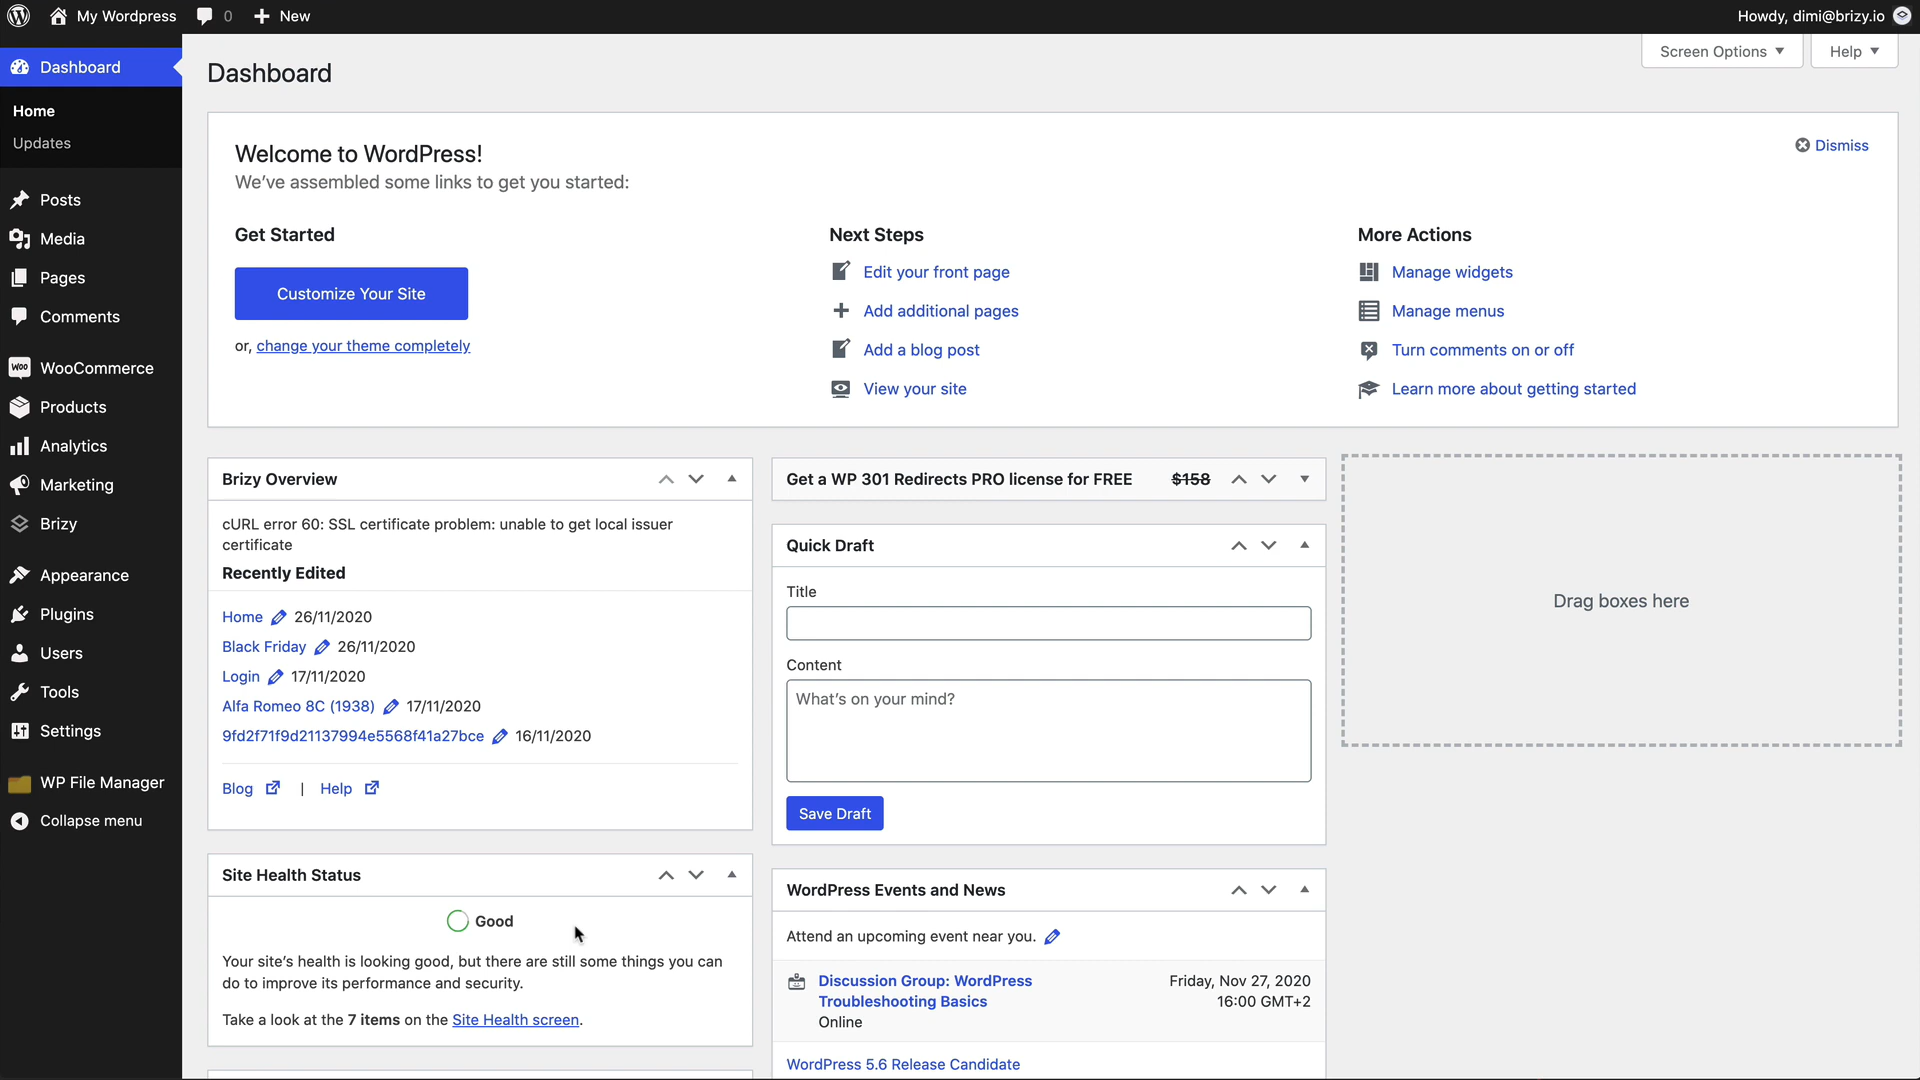 My Wordpress
0
New
Howdy, dimi@brizy.io
Screen Options
Help
Dashboard
Home
Updates
Posts
Media
Pages
Comments
WooCommerce
Products
Analytics
Marketing
Brizy
Appearance
Plugins
Users
Tools
Settings
WP File Manager
Collapse menu
Dashboard
Welcome to WordPress!
We've assembled some links to get you started:
Dismiss
Get Started
Customize Your Site
or, change your theme completely
Next Steps
Edit your front page
Add additional pages
Add a blog post
View your site
More Actions
Manage widgets
Manage menus
Turn comments on or off
Learn more about getting started
Brizy Overview
cURL error 60: SSL certificate problem: unable to get local issuer
certificate
Recently Edited
Home 26/11/2020
Black Friday 26/11/2020
Login 17/11/2020
Alfa Romeo 8C (1938) 17/11/2020
9fd2f71f9d21137994e5568f41a27bce 16/11/2020
Blog | Help
Site Health Status
Good
Your site's health is looking good, but there are still some things you can
do to improve its performance and security.
Take a look at the 7 items on the Site Health screen.
Get a WP 301 Redirects PRO license for FREE $158
Quick Draft
Title
Content
What's on your mind?
Save Draft
WordPress Events and News
Attend an upcoming event near you.
Discussion Group: WordPress
Troubleshooting Basics
Online
Friday, Nov 27, 2020
16:00 GMT+2
WordPress 5.6 Release Candidate
Drag boxes here